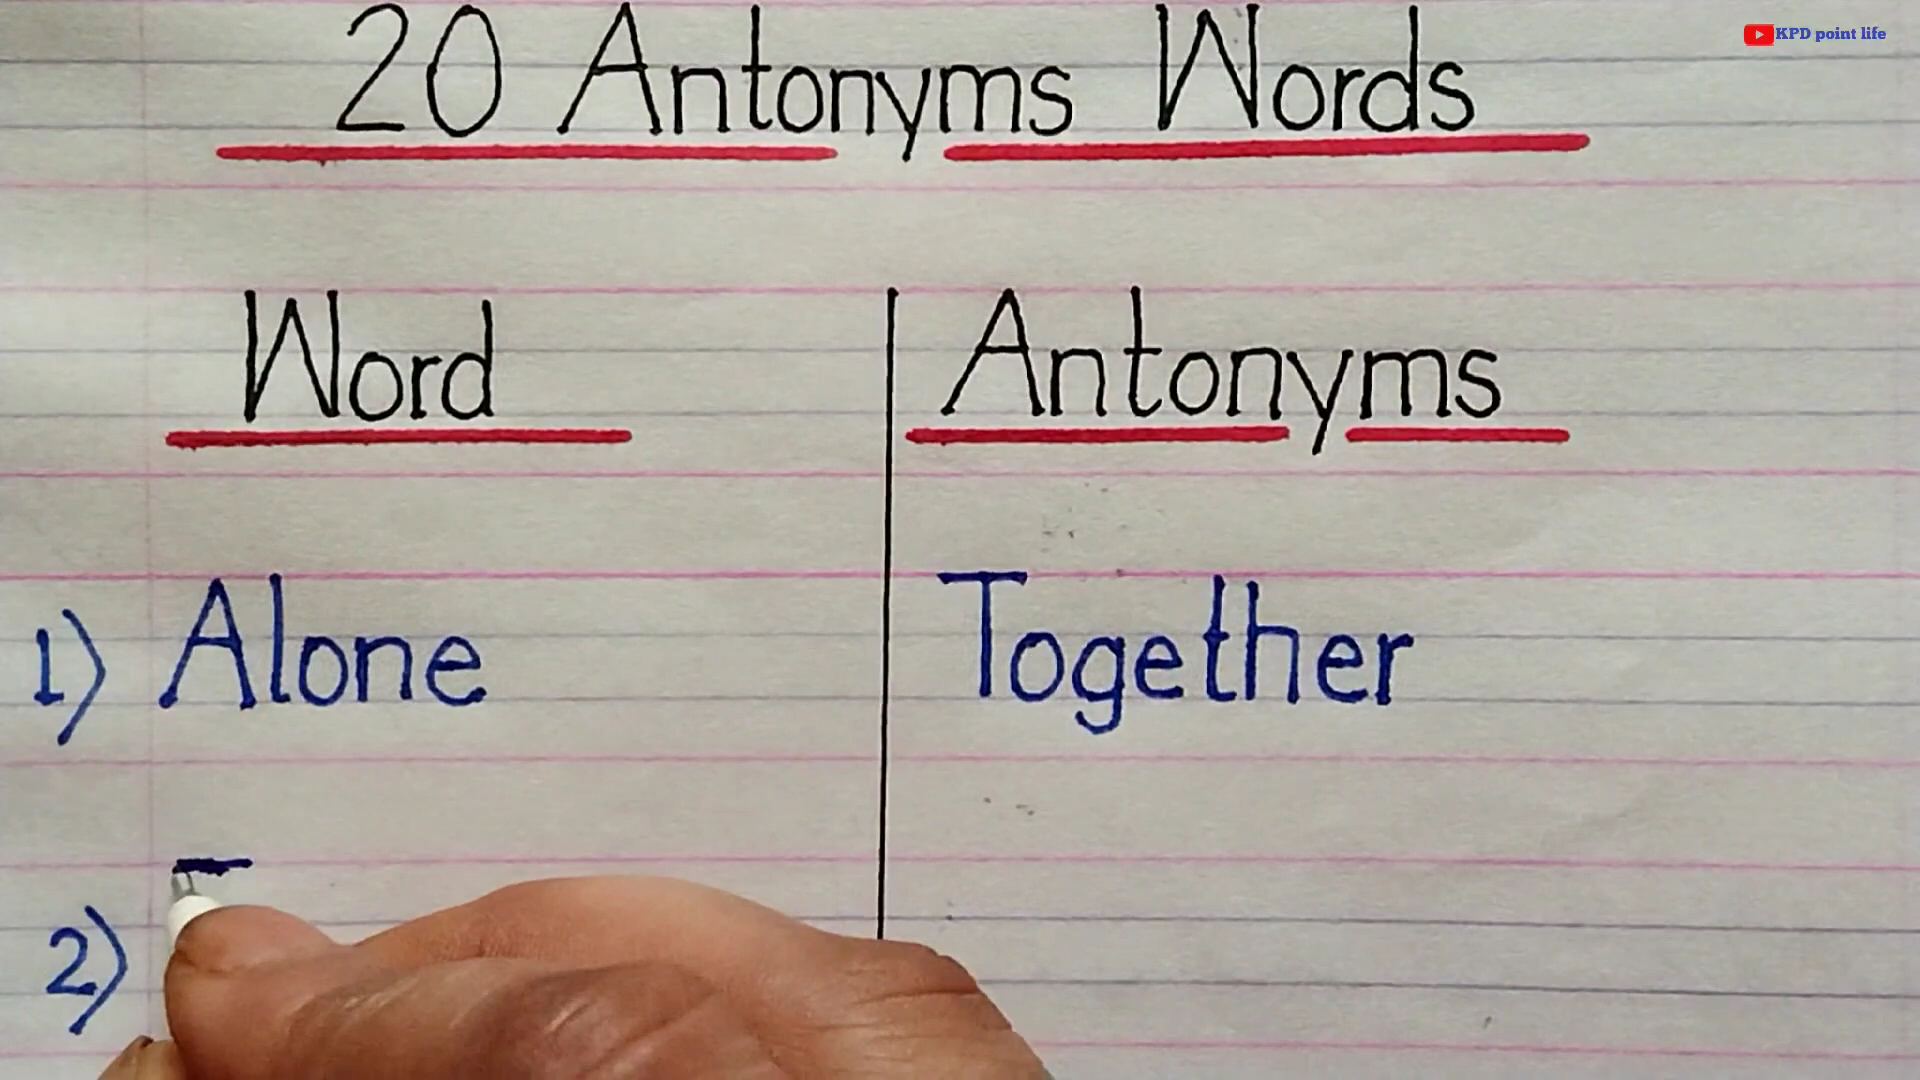 KPD point life
20 Antonyms Words
Word Antonyms
1) Alone Together
2)